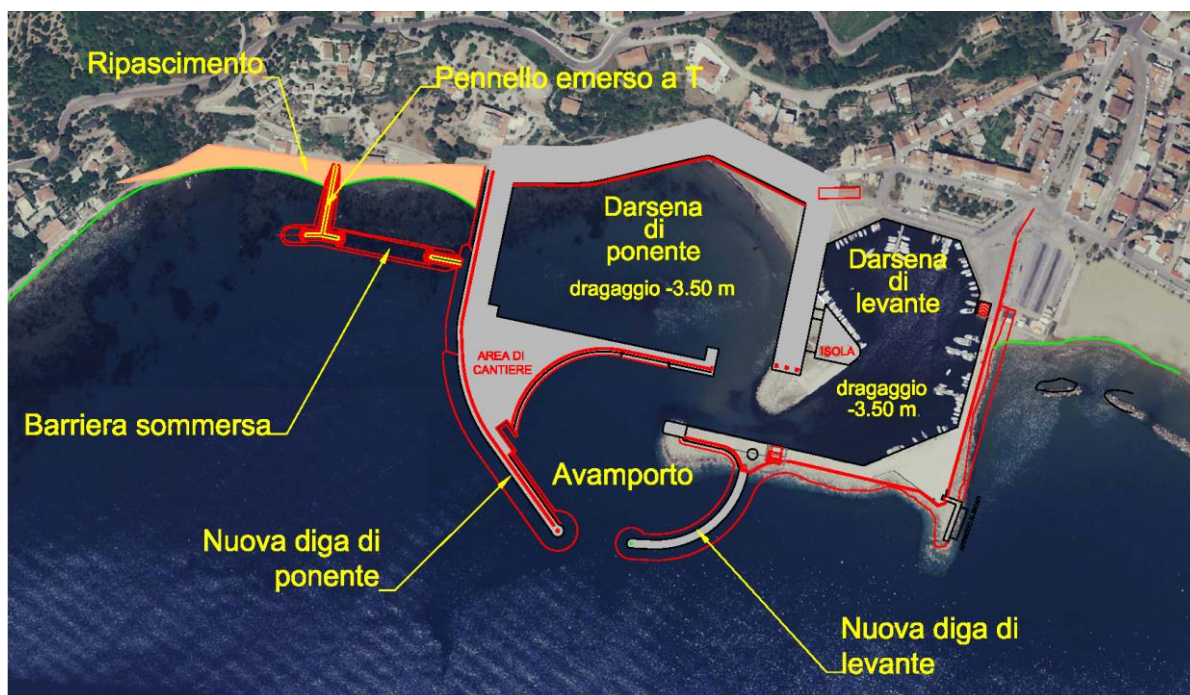 Ripascimento
Pennello emerso a T
Darsena
di
ponente
dragaggio -3.50 m
Darsena
di
levante
ISOLA
dragaggio
-3.50 m
AREA DI
CANTIERE
Barriera sommersa
Avamporto
Nuova diga di
ponente
Nuova diga di
levante